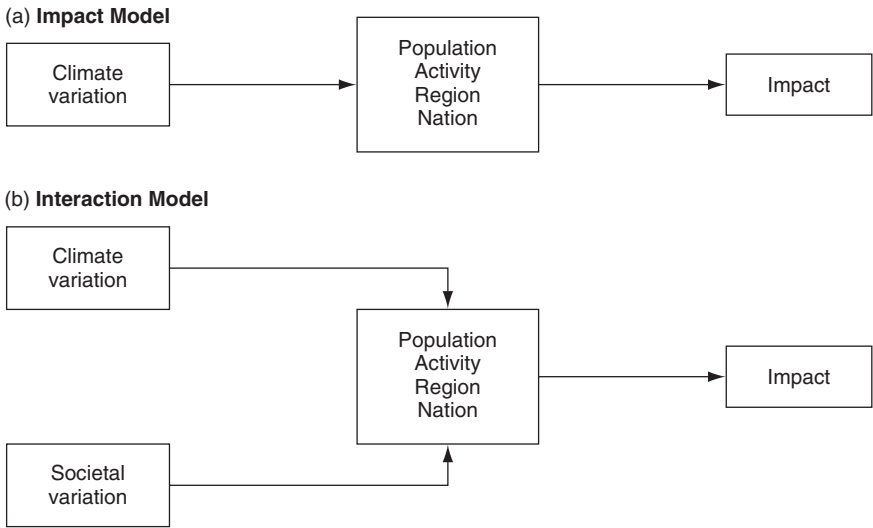 (a) Impact Model
Climate
variation
Population
Activity
Region
Nation
Impact
(b) Interaction Model
Climate
variation
Population
Activity
Region
Nation
Impact
Societal
variation